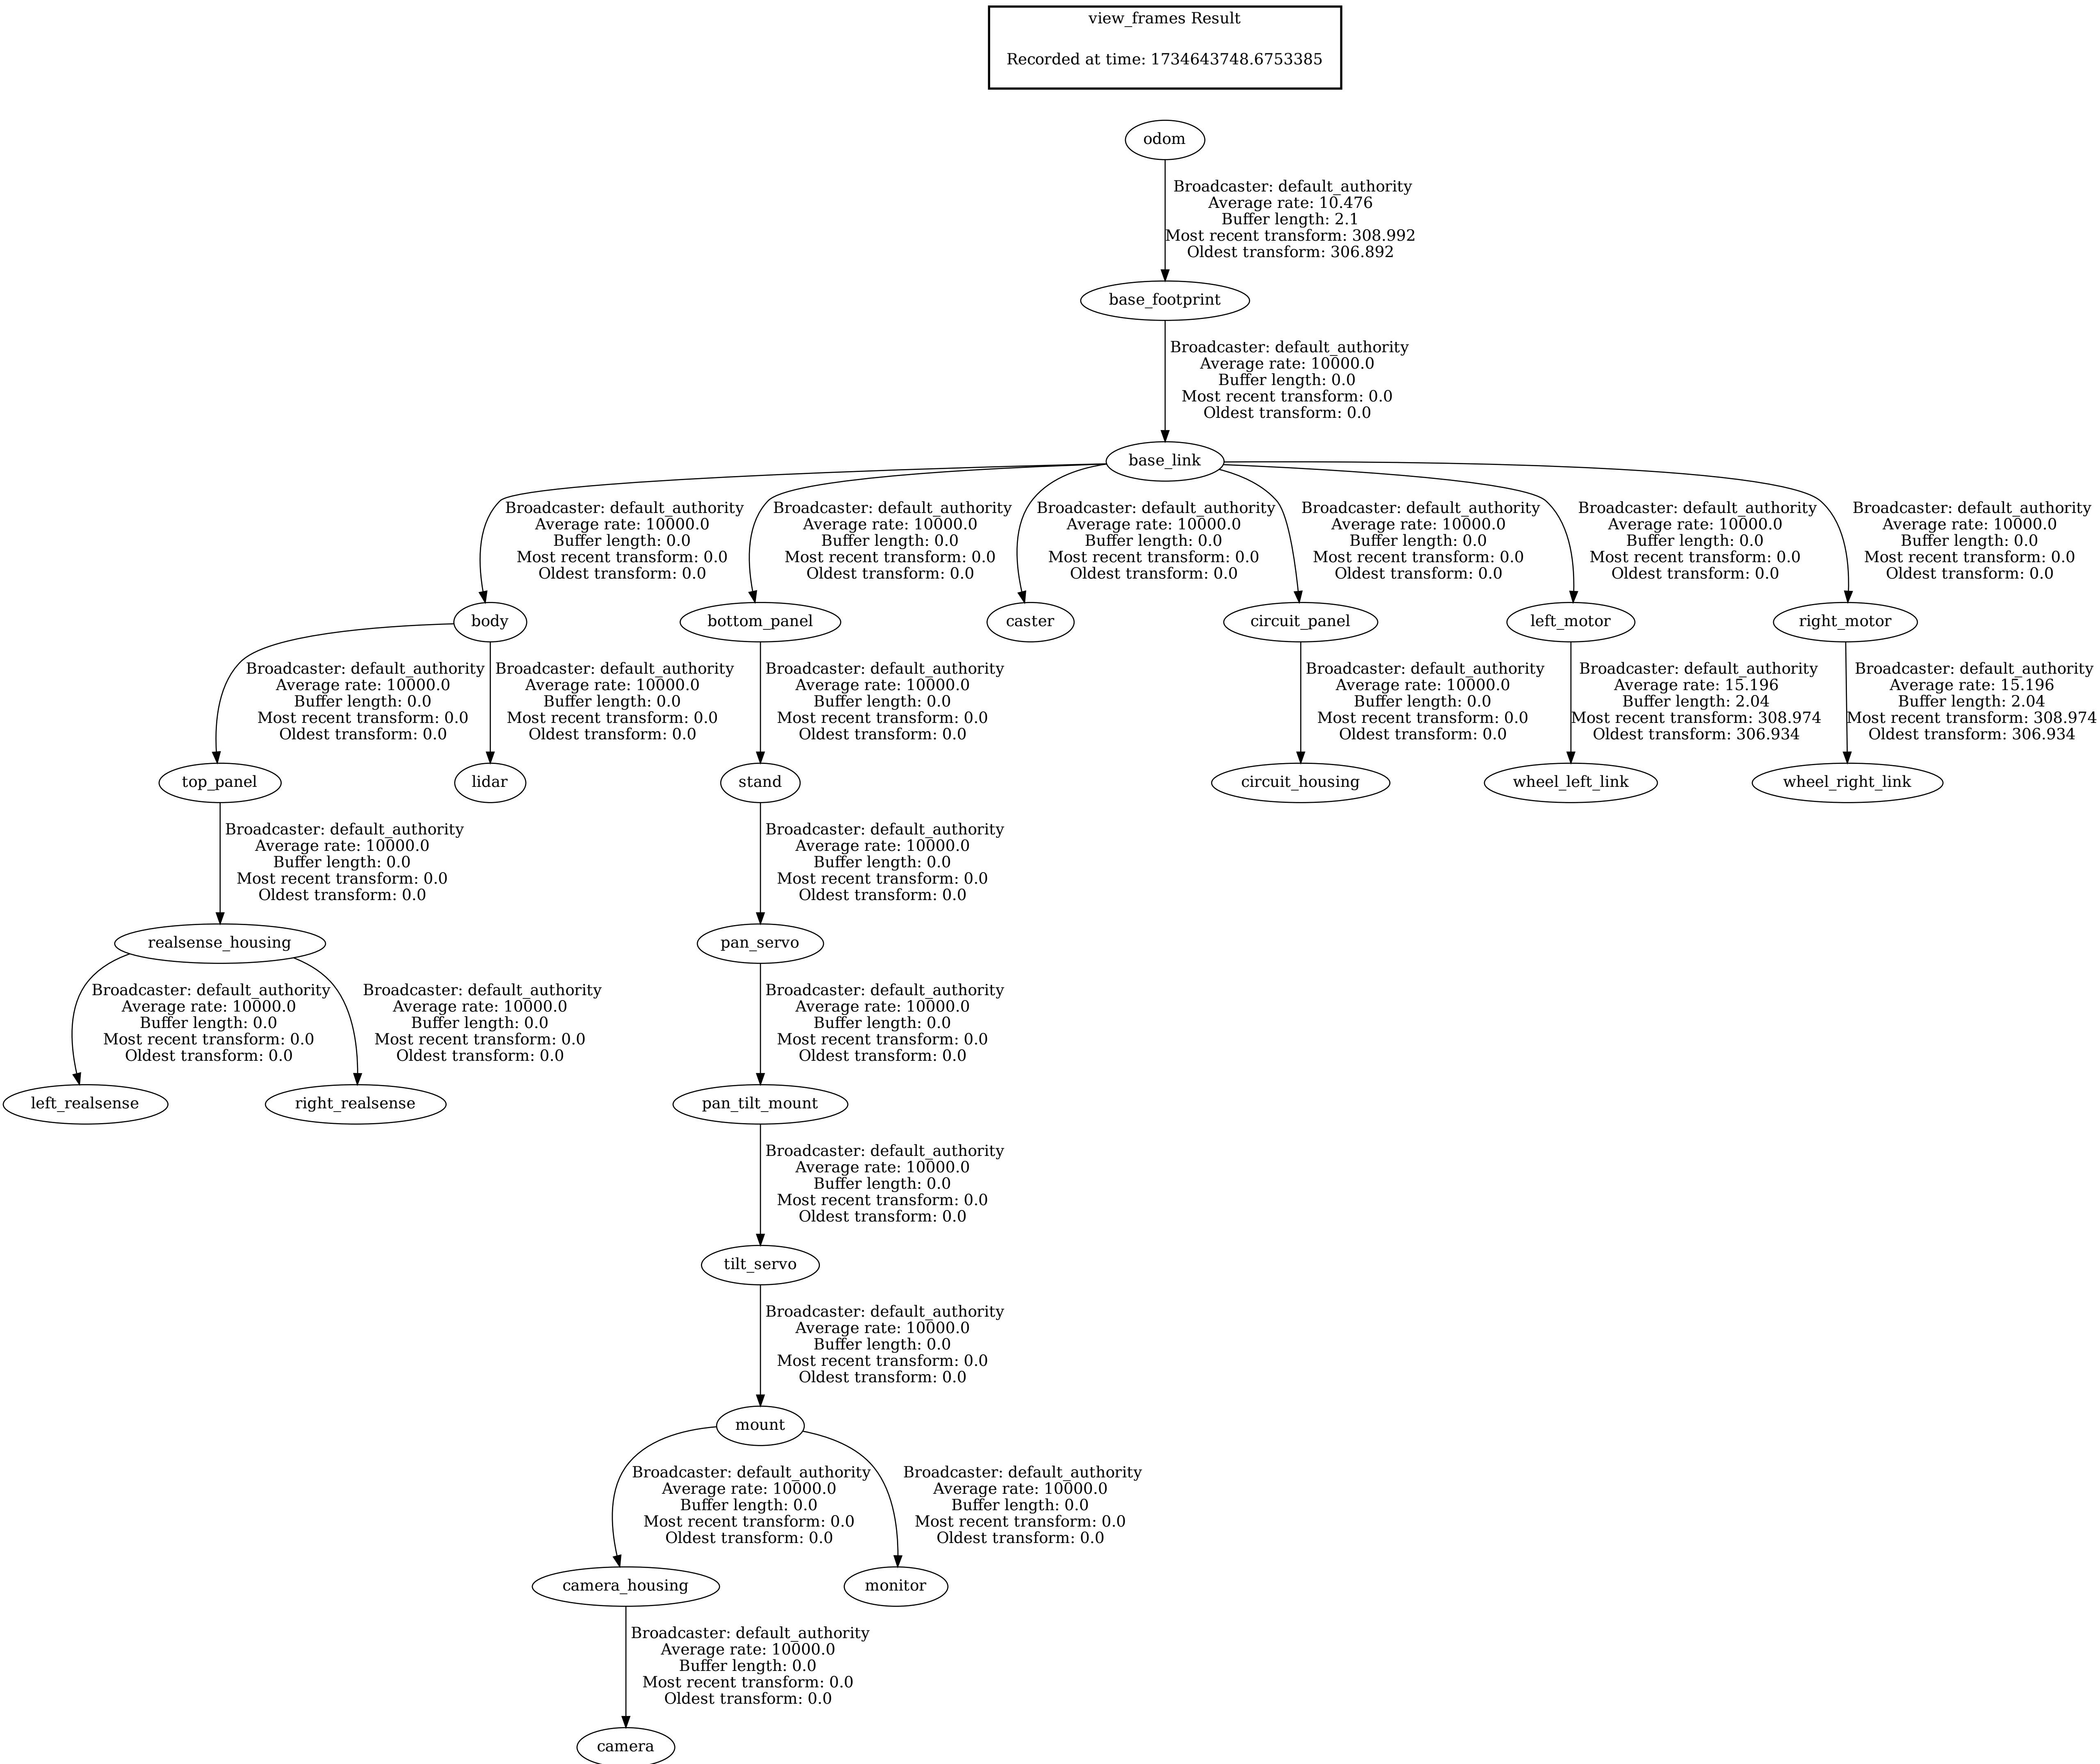 view_frames Result
Recorded at time: 1734643748.6753385
odom
Broadcaster: default_authority
Average rate: 10.476
Buffer length: 2.1
Most recent transform: 308.992
Oldest transform: 306.892
base_footprint
Broadcaster: default_authority
Average rate: 10000.0
Buffer length: 0.0
Most recent transform: 0.0
Oldest transform: 0.0
base_link
Broadcaster: default_authority
Average rate: 10000.0
Buffer length: 0.0
Most recent transform: 0.0
Oldest transform: 0.0
Broadcaster: default_authority
Average rate: 10000.0
Buffer length: 0.0
Most recent transform: 0.0
Oldest transform: 0.0
Broadcaster: default_authority
Average rate: 10000.0
Buffer length: 0.0
Most recent transform: 0.0
Oldest transform: 0.0
Broadcaster: default_authority
Average rate: 10000.0
Buffer length: 0.0
Most recent transform: 0.0
Oldest transform: 0.0
Broadcaster: default_authority
Average rate: 10000.0
Buffer length: 0.0
Most recent transform: 0.0
Oldest transform: 0.0
Broadcaster: default_authority
Average rate: 10000.0
Buffer length: 0.0
Most recent transform: 0.0
Oldest transform: 0.0
body
bottom_panel
caster
circuit_panel
left_motor
right_motor
Broadcaster: default_authority
Average rate: 10000.0
Buffer length: 0.0
Most recent transform: 0.0
Oldest transform: 0.0
Broadcaster: default_authority
Average rate: 10000.0
Buffer length: 0.0
Most recent transform: 0.0
Oldest transform: 0.0
Broadcaster: default_authority
Average rate: 10000.0
Buffer length: 0.0
Most recent transform: 0.0
Oldest transform: 0.0
Broadcaster: default_authority
Average rate: 10000.0
Buffer length: 0.0
Most recent transform: 0.0
Oldest transform: 0.0
Broadcaster: default_authority
Average rate: 15.196
Buffer length: 2.04
Most recent transform: 308.974
Oldest transform: 306.934
Broadcaster: default_authority
Average rate: 15.196
Buffer length: 2.04
Most recent transform: 308.974
Oldest transform: 306.934
top_panel
lidar
stand
circuit_housing
wheel_left_link
wheel_right_link
Broadcaster: default_authority
Average rate: 10000.0
Buffer length: 0.0
Most recent transform: 0.0
Oldest transform: 0.0
Broadcaster: default_authority
Average rate: 10000.0
Buffer length: 0.0
Most recent transform: 0.0
Oldest transform: 0.0
realsense_housing
pan_servo
Broadcaster: default_authority
Average rate: 10000.0
Buffer length: 0.0
Most recent transform: 0.0
Oldest transform: 0.0
Broadcaster: default_authority
Average rate: 10000.0
Buffer length: 0.0
Most recent transform: 0.0
Oldest transform: 0.0
Broadcaster: default_authority
Average rate: 10000.0
Buffer length: 0.0
Most recent transform: 0.0
Oldest transform: 0.0
left_realsense
right_realsense
pan_tilt_mount
Broadcaster: default_authority
Average rate: 10000.0
Buffer length: 0.0
Most recent transform: 0.0
Oldest transform: 0.0
tilt_servo
Broadcaster: default_authority
Average rate: 10000.0
Buffer length: 0.0
Most recent transform: 0.0
Oldest transform: 0.0
mount
Broadcaster: default_authority
Average rate: 10000.0
Buffer length: 0.0
Most recent transform: 0.0
Oldest transform: 0.0
Broadcaster: default_authority
Average rate: 10000.0
Buffer length: 0.0
Most recent transform: 0.0
Oldest transform: 0.0
camera_housing
monitor
Broadcaster: default_authority
Average rate: 10000.0
Buffer length: 0.0
Most recent transform: 0.0
Oldest transform: 0.0
camera